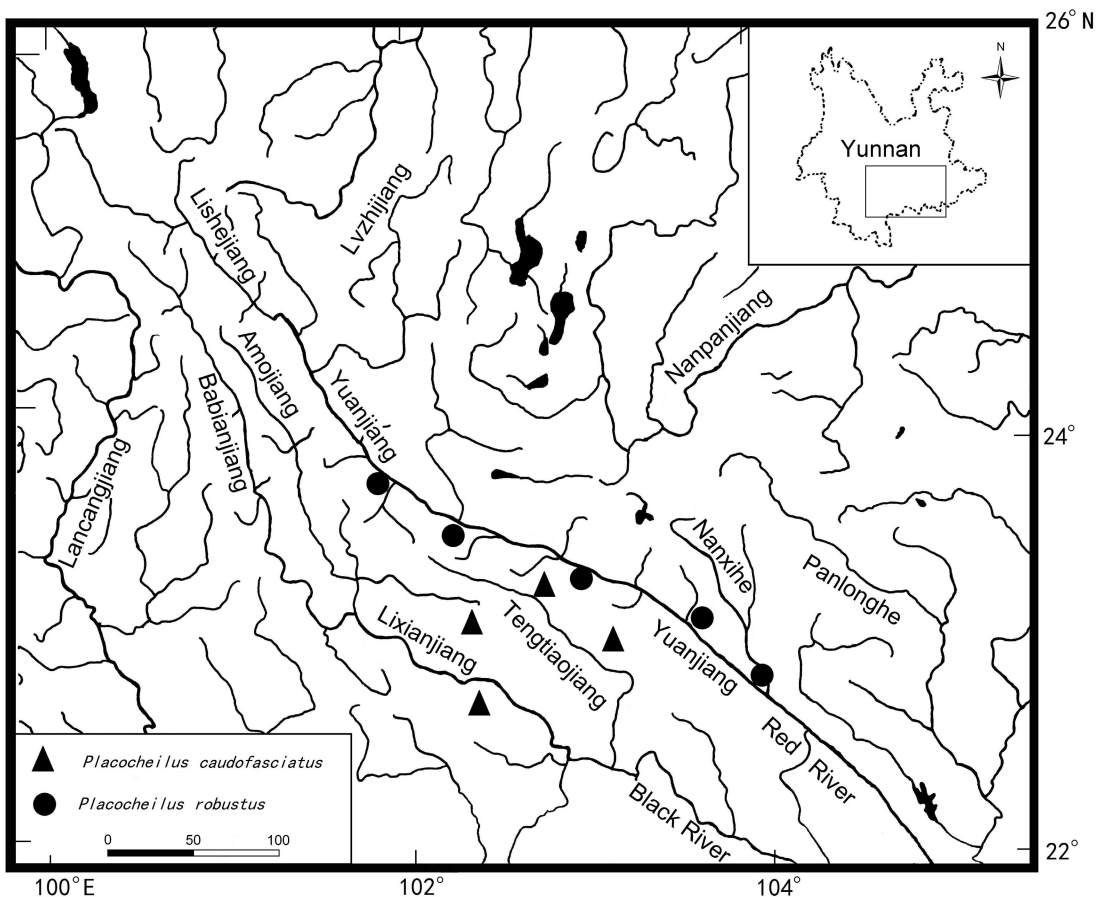 26° N
N
Yunnan
Lishejiang
Lvzhijiang
Nanpanjiang
Amojiang
Yuanjiang
Babianjiang
24°
Lancangjiang
Nanxihe
Panlonghe
Lixianjiang
Tengtiaojiang
Yuanjiang
Red River
Black River
Placocheilus caudofasciatus
Placocheilus robustus
0 50 100
22°
100° E 102° 104°